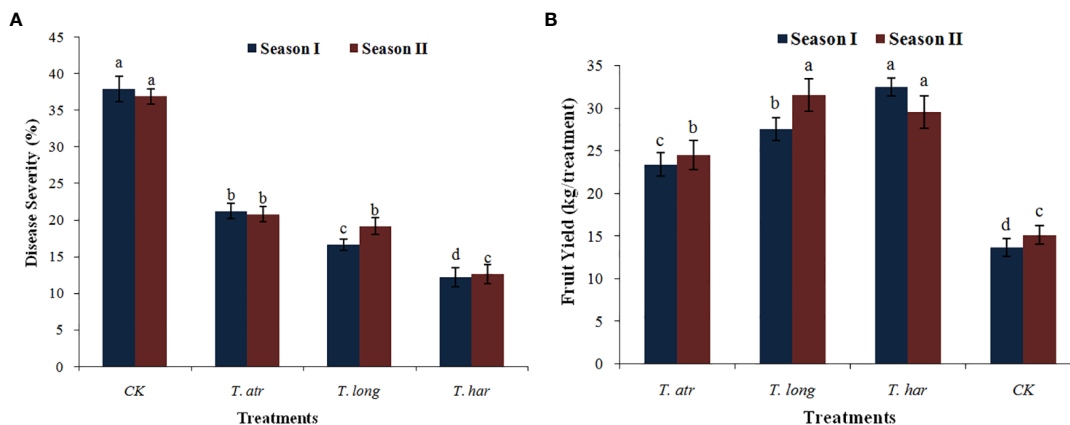 A
Season I Season II
45
40
35
30
25
20
15
10
5
0
Disease Severity (%)
a a
b b
c b
d c
CK T. atr T. long T. har
Treatments
B
Season I Season II
35
30
25
20
15
10
5
0
Fruit Yield (kg/treatment)
c b
b a
a a
d c
T. atr T. long T. har CK
Treatments